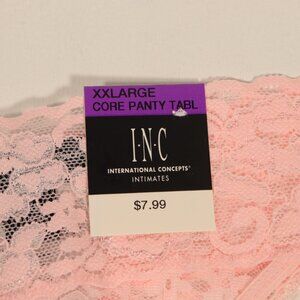 XXLARGE
CORE PANTY TABL
I·N·C
INTERNATIONAL CONCEPTS®
INTIMATES
$7.99